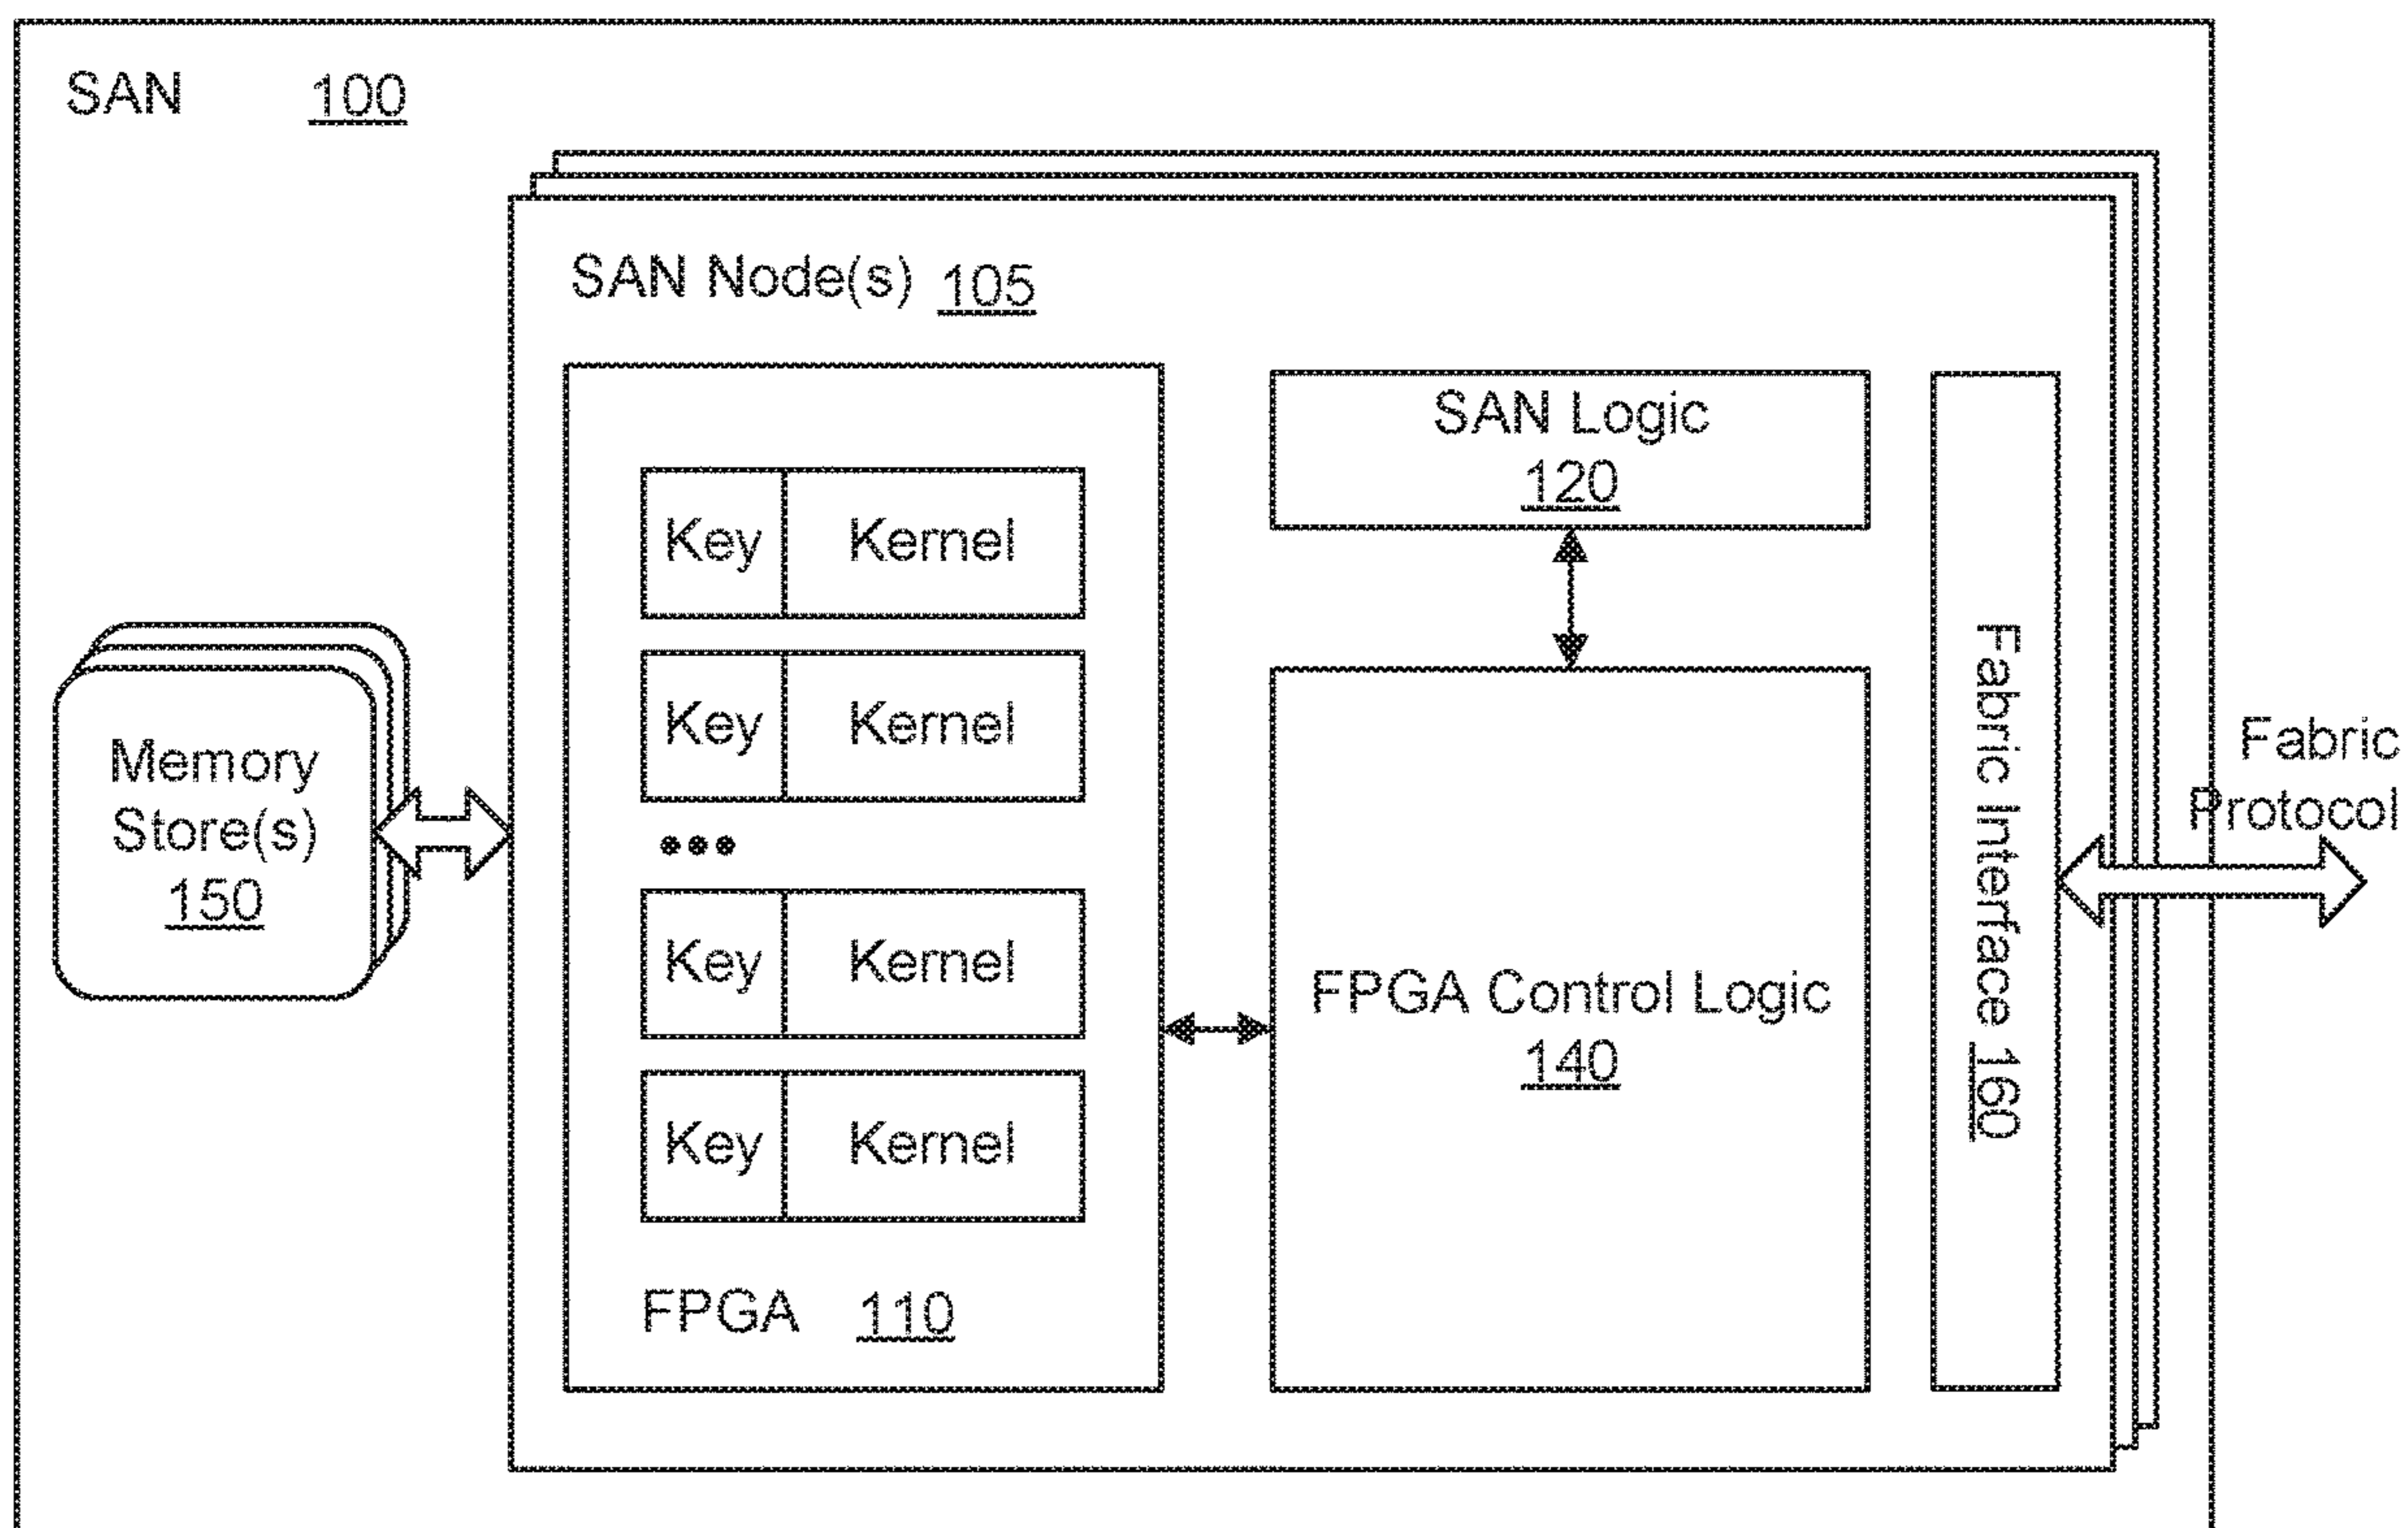 SAN 100
SAN Node(s) 105
Key Kernel
Key Kernel
•••
Key Kernel
Key Kernel
FPGA 110
SAN Logic
120
FPGA Control Logic
140
Fabric Interface 160
Memory
Store(s)
150
Fabric
Protocol